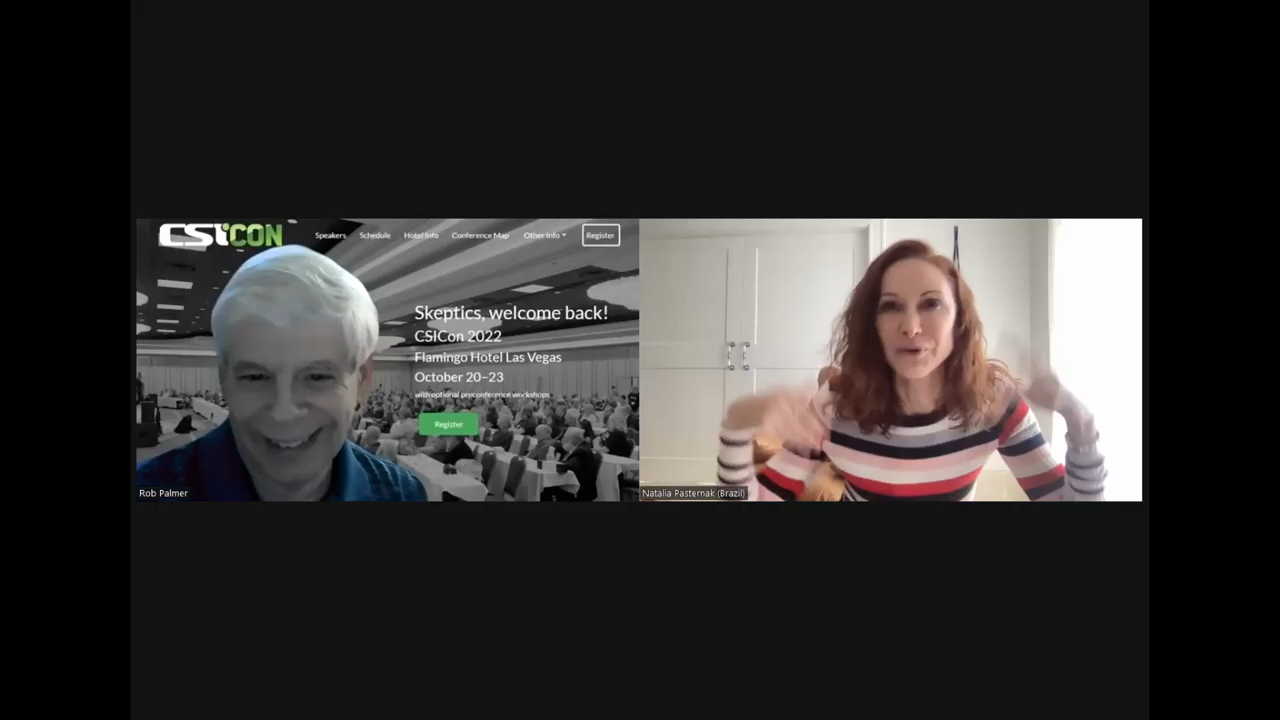 CSICON
Speakers Schedule Hotel Info Conference Map Other Info Register
Skeptics, welcome back!
CSICon 2022
Flamingo Hotel Las Vegas
October 20–23
with optional preconference workshops
Register
Rob Palmer
Natalia Pasternak (Brazil)